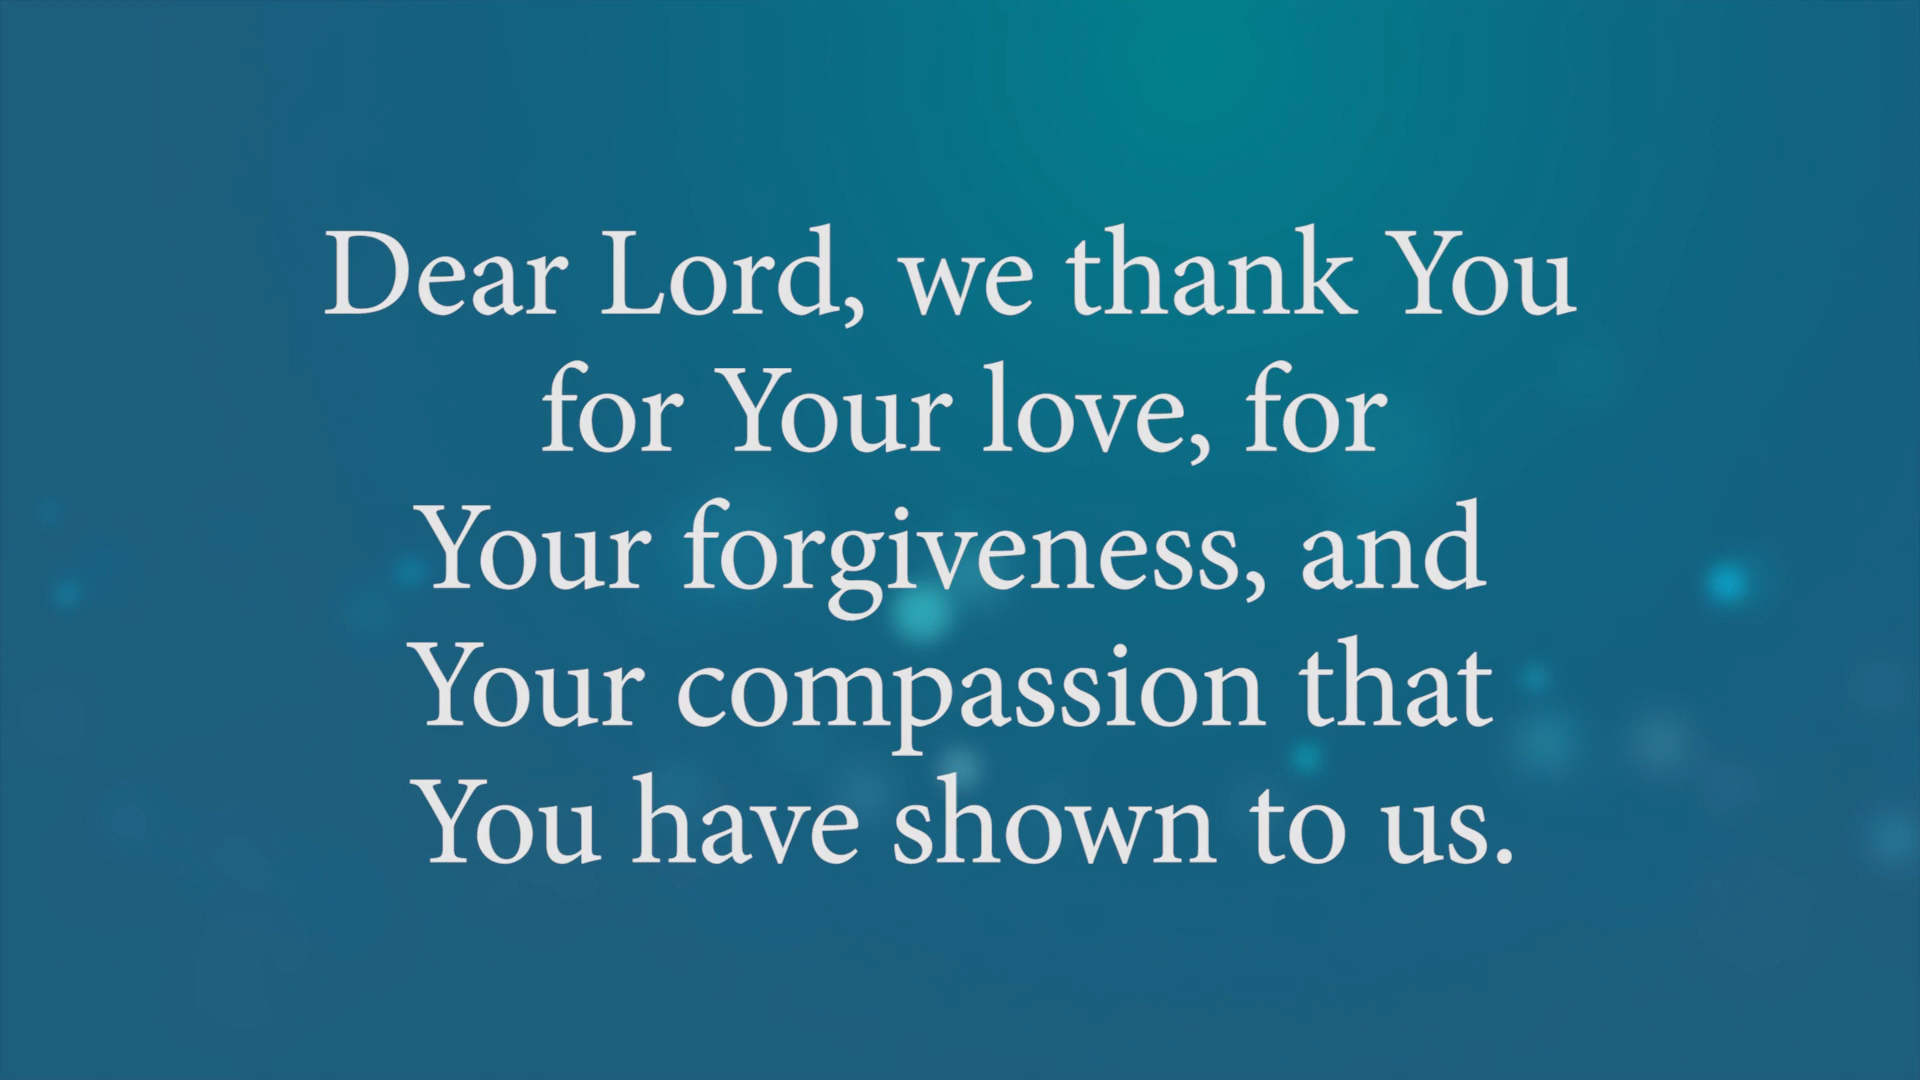 Dear Lord, we thank You
for Your love, for
Your forgiveness, and
Your compassion that
You have shown to us.